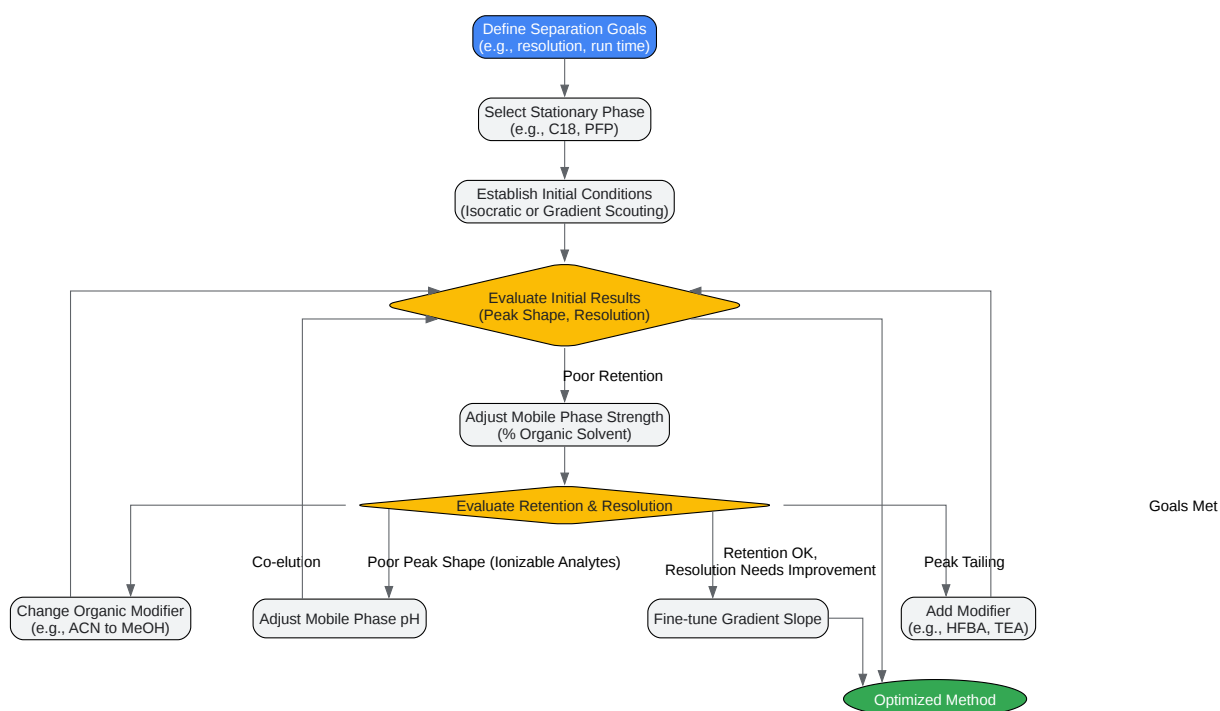 Define Separation Goals
(e.g., resolution, run time)
Select Stationary Phase
(e.g., C18, PFP)
Establish Initial Conditions
(Isocratic or Gradient Scouting)
Evaluate Initial Results
(Peak Shape, Resolution)
Poor Retention
Adjust Mobile Phase Strength
(% Organic Solvent)
Evaluate Retention & Resolution
Goals Met
Co-elution
Poor Peak Shape (Ionizable Analytes)
Retention OK,
Resolution Needs Improvement
Peak Tailing
Change Organic Modifier
(e.g., ACN to MeOH)
Adjust Mobile Phase pH
Fine-tune Gradient Slope
Add Modifier
(e.g., HFBA, TEA)
Optimized Method